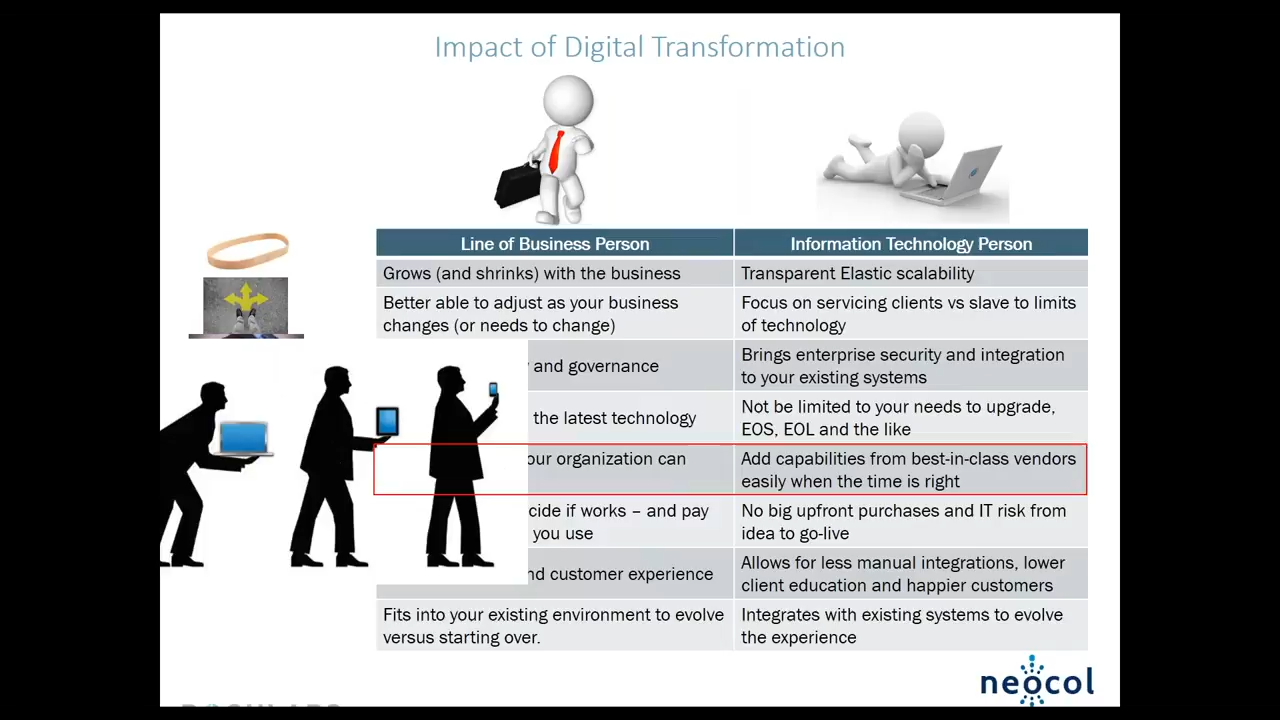 Impact of Digital Transformation
Line of Business Person
Information Technology Person
Grows (and shrinks) with the business
Transparent Elastic scalability
Better able to adjust as your business
changes (or needs to change)
Focus on servicing clients vs slave to limits
of technology
and governance
Brings enterprise security and integration
to your existing systems
the latest technology
Not be limited to your needs to upgrade,
EOS, EOL and the like
organization can
Add capabilities from best-in-class vendors
easily when the time is right
if works – and pay
you use
No big upfront purchases and IT risk from
idea to go-live
customer experience
Allows for less manual integrations, lower
client education and happier customers
Fits into your existing environment to evolve
versus starting over.
Integrates with existing systems to evolve
the experience
neocol